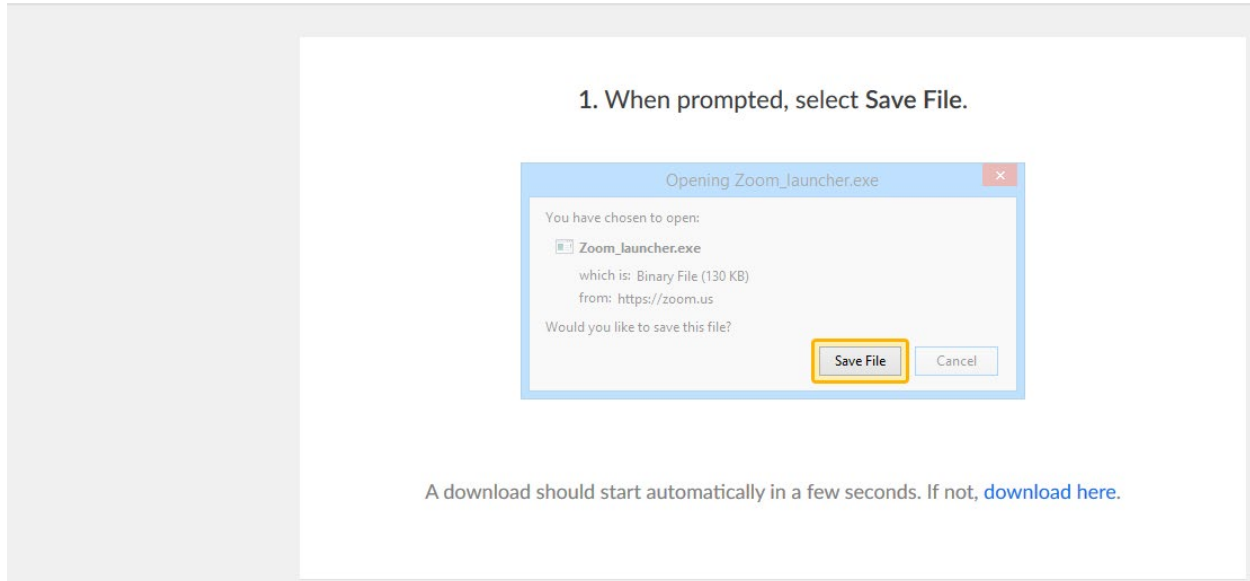 1. When prompted, select Save File.
Opening Zoom_launcher.exe
You have chosen to open:
Zoom_launcher.exe
which is: Binary File (130 KB)
from: https://zoom.us
Would you like to save this file?
Save File Cancel
A download should start automatically in a few seconds. If not, download here.